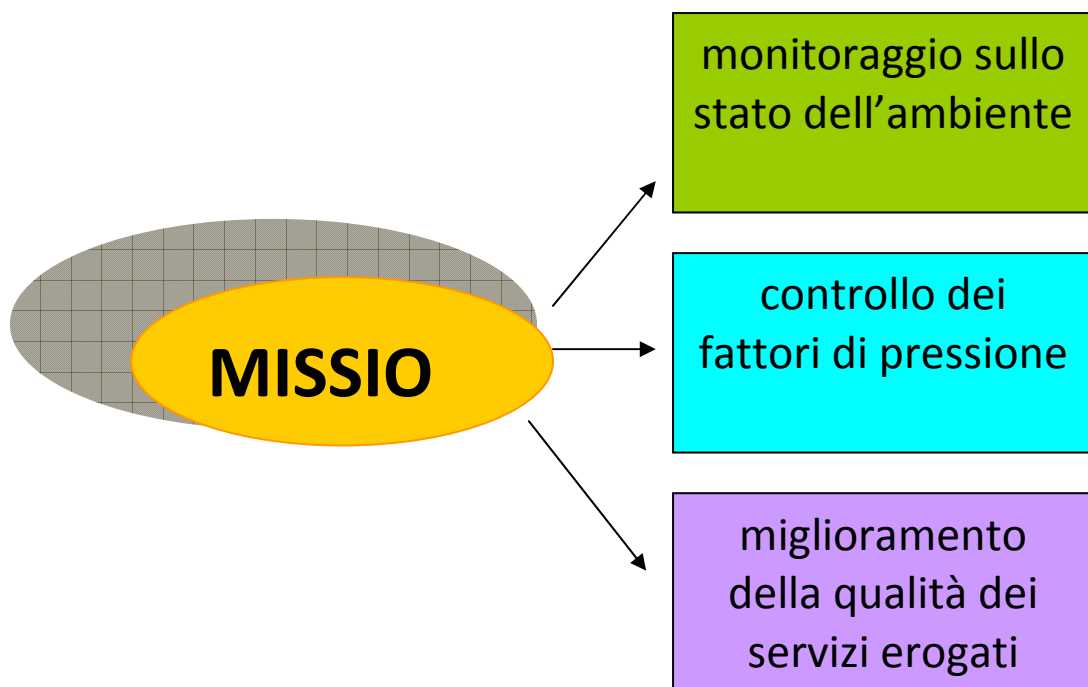 monitoraggio sullo
stato dell’ambiente
MISSIO
controllo dei
fattori di pressione
miglioramento
della qualità dei
servizi erogati